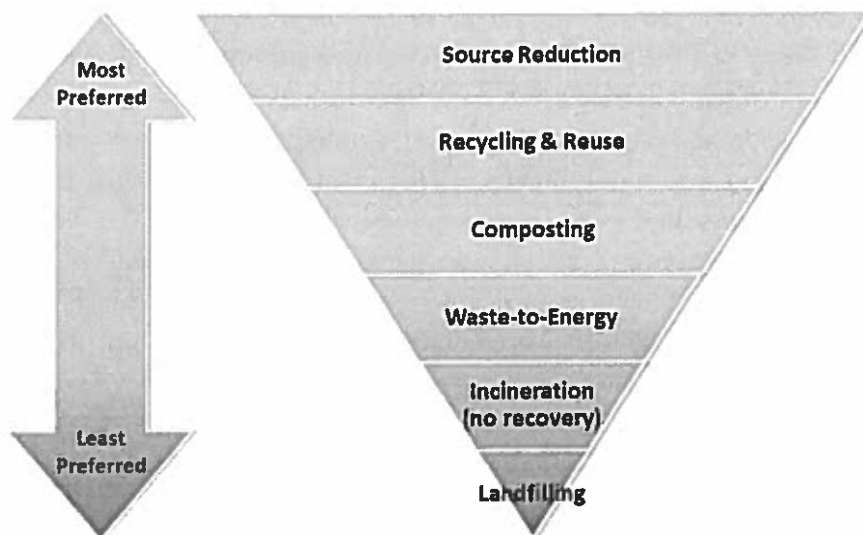 Most
Preferred
Source Reduction
Recycling & Reuse
Composting
Waste-to-Energy
Incineration
(no recovery)
Least
Preferred
Landfilling